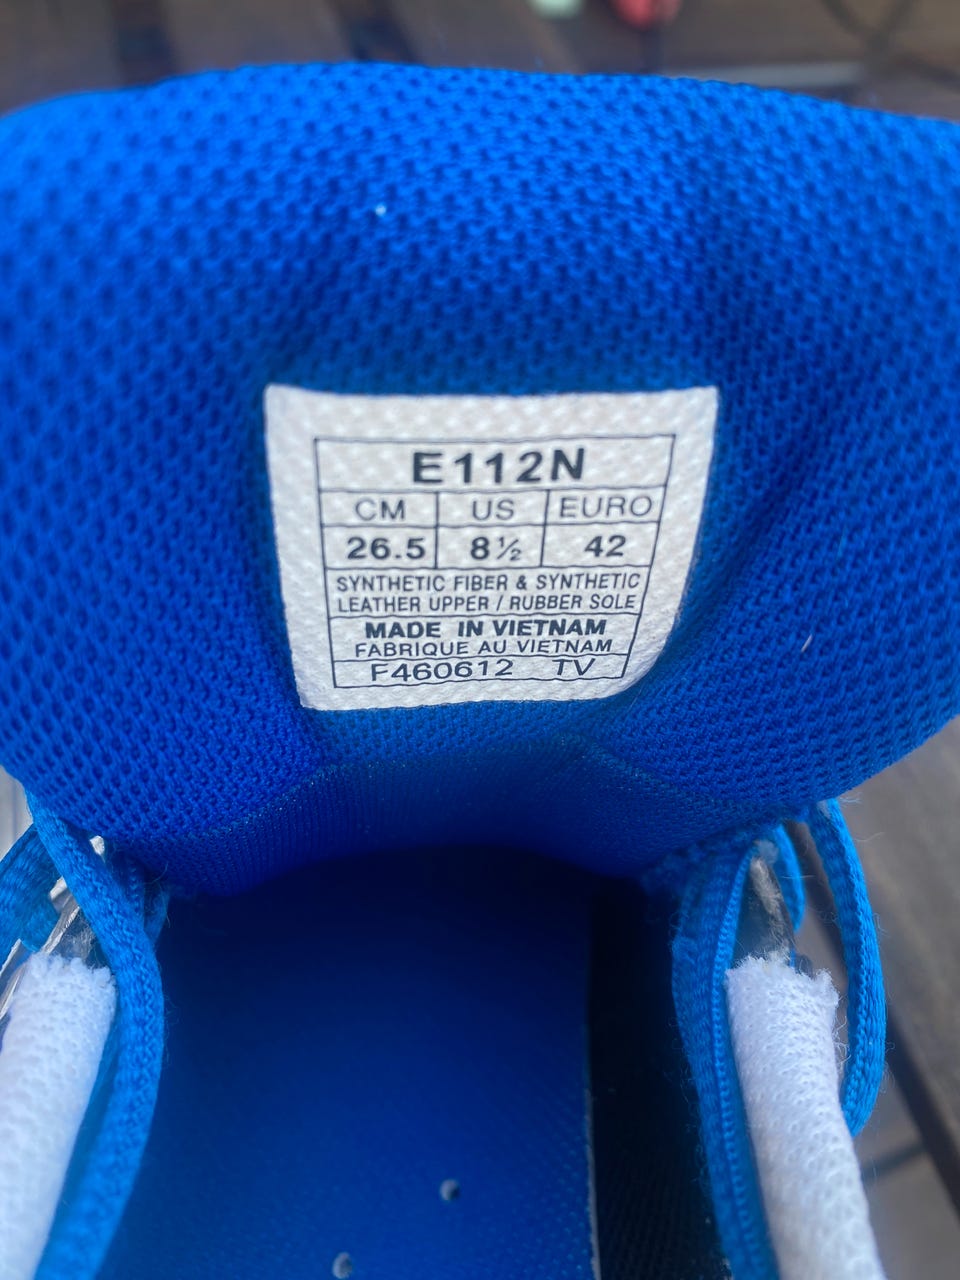 E112N
CM US EURO
26.5 8½ 42
SYNTHETIC FIBER & SYNTHETIC
LEATHER UPPER / RUBBER SOLE
MADE IN VIETNAM
FABRIQUE AU VIETNAM
F460612 TV